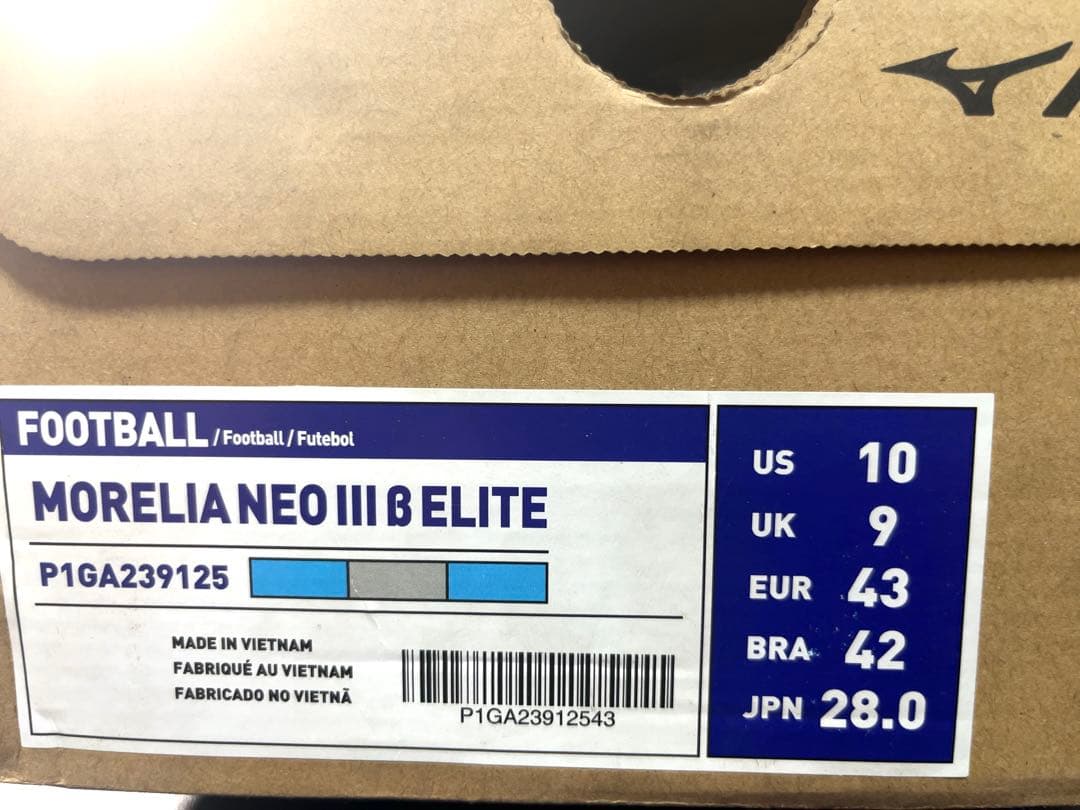 FOOTBALL / Football / Futebol
MORELIA NEO III β ELITE
P1GA239125
MADE IN VIETNAM
FABRIQUÉ AU VIETNAM
FABRICADO NO VIETNÃ
P1GA23912543
US 10
UK 9
EUR 43
BRA 42
JPN 28.0